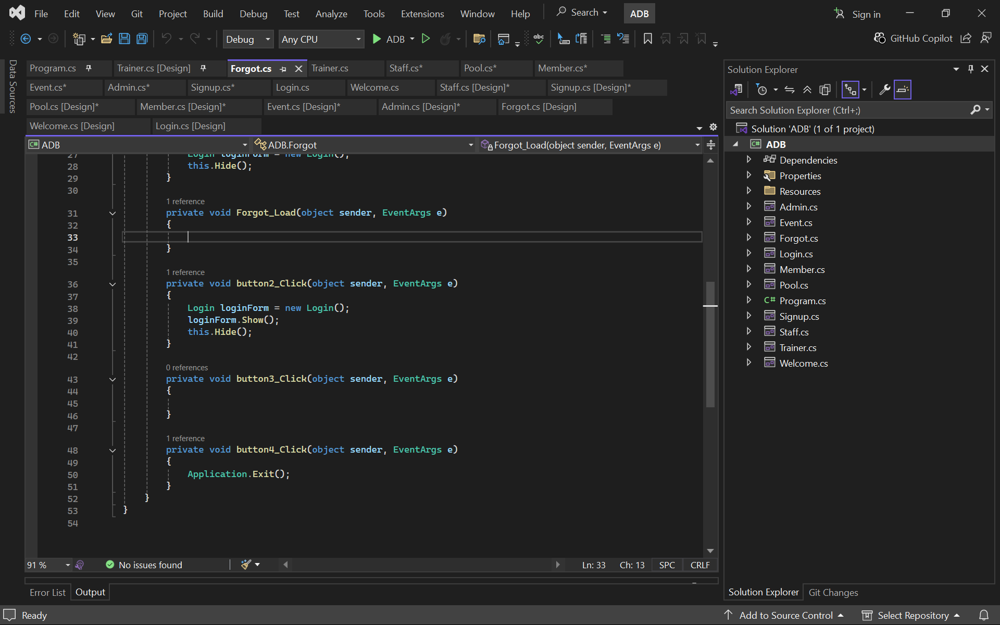 File Edit View Git Project Build Debug Test Analyze Tools Extensions Window Help Search ADB Sign in
Debug Any CPU ADB abc GitHub Copilot
Data Sources
Program.cs Trainer.cs [Design] Forgot.cs Trainer.cs Staff.cs* Pool.cs* Member.cs*
Event.cs* Admin.cs* Signup.cs* Login.cs Welcome.cs Staff.cs [Design]* Signup.cs [Design]*
Pool.cs [Design]* Member.cs [Design]* Event.cs [Design]* Admin.cs [Design]* Forgot.cs [Design]
Welcome.cs [Design] Login.cs [Design]
C# ADB ADB.Forgot Forgot_Load(object sender, EventArgs e)
27 Login loginForm = new Login();
28 this.Hide();
29 }
30
1 reference
31 private void Forgot_Load(object sender, EventArgs e)
32 {
33
34 }
35
1 reference
36 private void button2_Click(object sender, EventArgs e)
37 {
38 Login loginForm = new Login();
39 loginForm.Show();
40 this.Hide();
41 }
42
0 references
43 private void button3_Click(object sender, EventArgs e)
44 {
45
46 }
47
1 reference
48 private void button4_Click(object sender, EventArgs e)
49 {
50 Application.Exit();
51 }
52 }
53 }
54
91 % No issues found Ln: 33 Ch: 13 SPC CRLF
Error List Output
Solution Explorer
Search Solution Explorer (Ctrl+;)
Solution 'ADB' (1 of 1 project)
C# ADB
Dependencies
Properties
Resources
Admin.cs
Event.cs
Forgot.cs
Login.cs
Member.cs
Pool.cs
C# Program.cs
Signup.cs
Staff.cs
Trainer.cs
Welcome.cs
Solution Explorer Git Changes
Ready Add to Source Control Select Repository